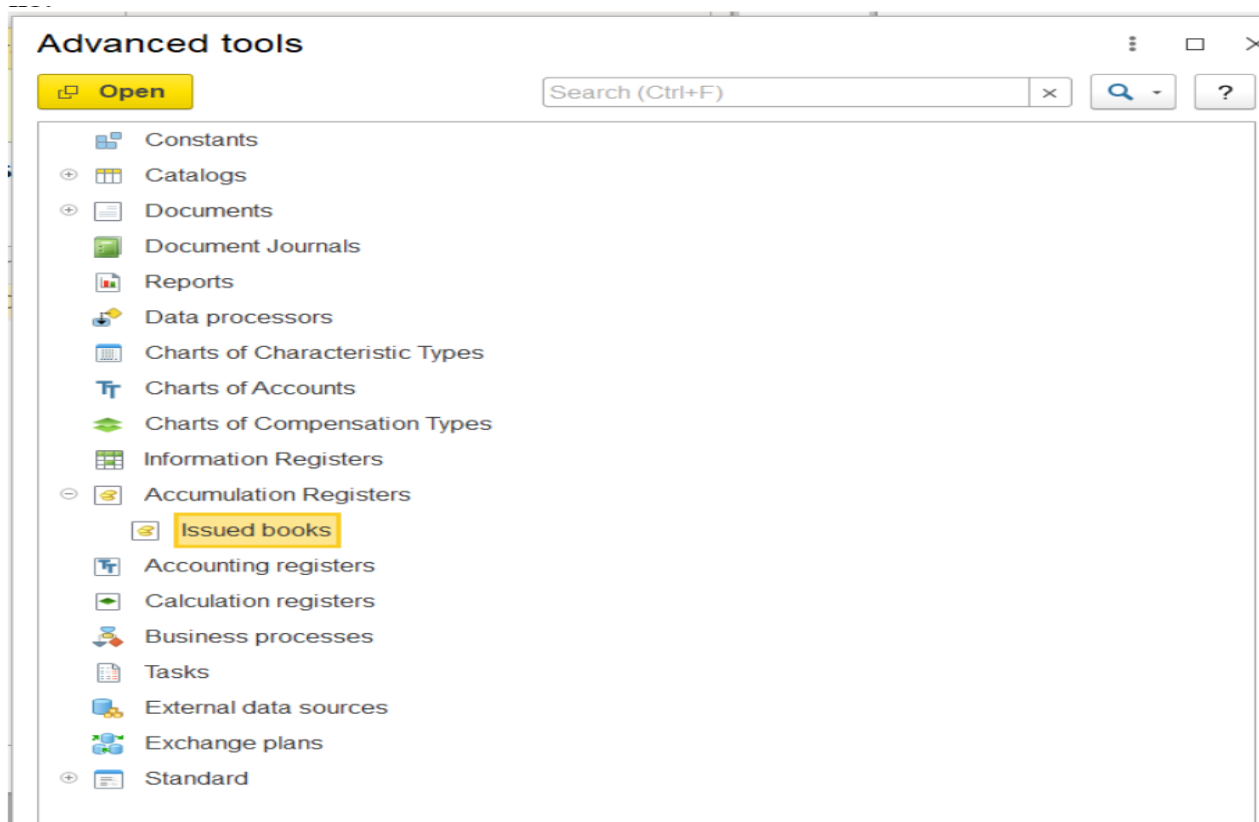 Advanced tools
Open
Search (Ctrl+F)
?
Constants
Catalogs
Documents
Document Journals
Reports
Data processors
Charts of Characteristic Types
Charts of Accounts
Charts of Compensation Types
Information Registers
Accumulation Registers
Issued books
Accounting registers
Calculation registers
Business processes
Tasks
External data sources
Exchange plans
Standard